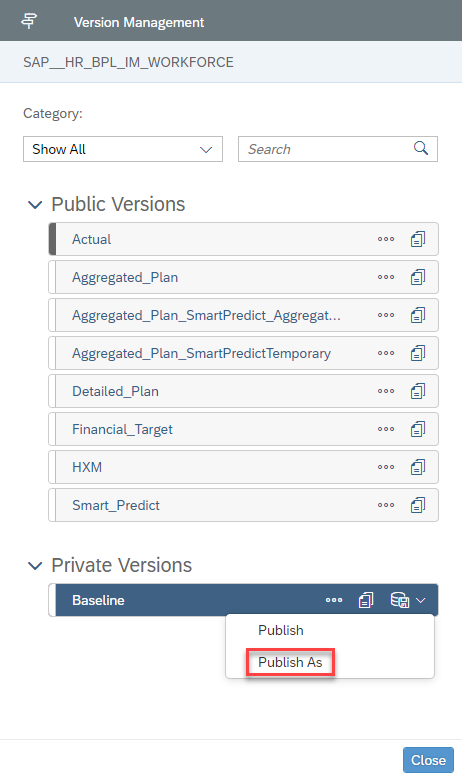 Version Management
SAP__HR_BPL_IM_WORKFORCE
Category:
Show All
Search
Public Versions
Actual
Aggregated_Plan
Aggregated_Plan_SmartPredict_Aggregat...
Aggregated_Plan_SmartPredictTemporary
Detailed_Plan
Financial_Target
HXM
Smart_Predict
Private Versions
Baseline
Publish
Publish As
Close